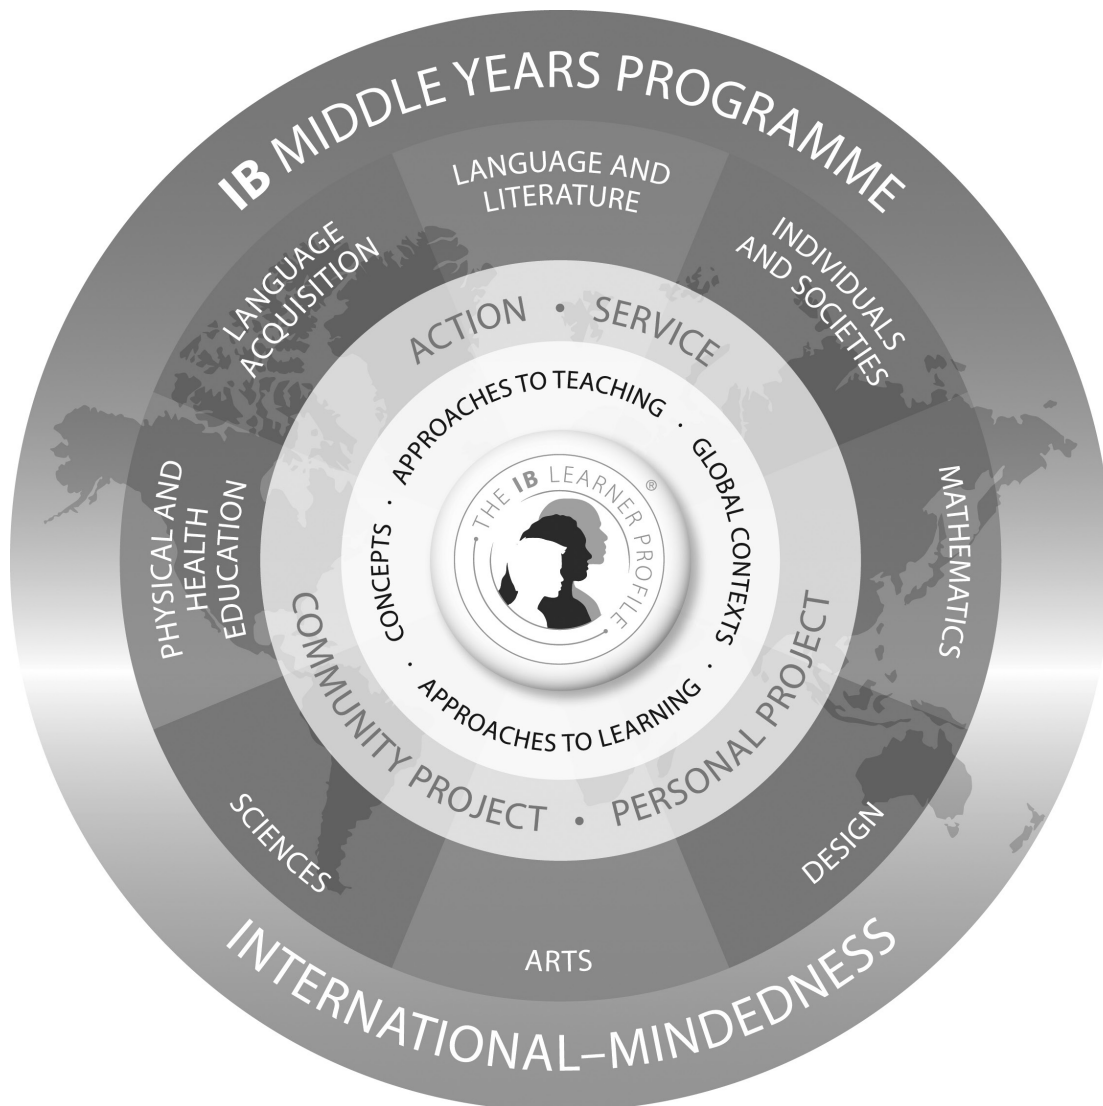 IB MIDDLE YEARS PROGRAMME
LANGUAGE AND
LITERATURE
INDIVIDUALS
AND SOCIETIES
MATHEMATICS
DESIGN
ARTS
SCIENCES
PHYSICAL AND
HEALTH
EDUCATION
LANGUAGE
ACQUISITION
ACTION • SERVICE
PERSONAL PROJECT
•
COMMUNITY PROJECT
APPROACHES TO TEACHING ·
GLOBAL CONTEXTS ·
APPROACHES TO LEARNING ·
CONCEPTS ·
• THE IB LEARNER PROFILE • ®
INTERNATIONAL–MINDEDNESS